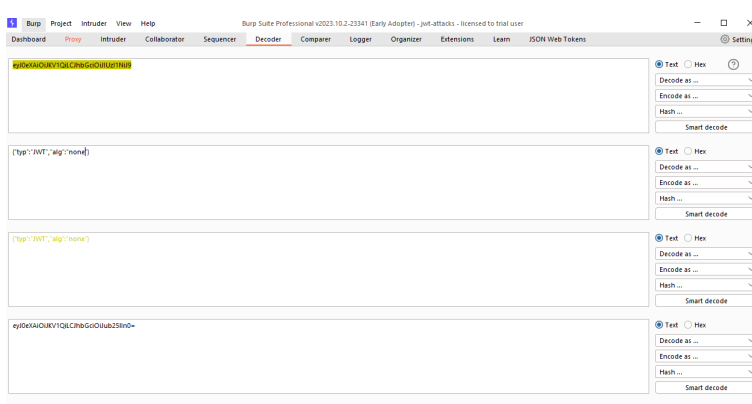 Burp Project Intruder View Help Burp Suite Professional v2023.10.2-23341 (Early Adopter) - jwt-attacks - licensed to trial user
Dashboard Proxy Intruder Collaborator Sequencer Decoder Comparer Logger Organizer Extensions Learn JSON Web Tokens Setting
eyJ0eXAiOiJKV1QiLCJhbGciOiJIUzI1NiJ9
Text Hex
Decode as ...
Encode as ...
Hash ...
Smart decode
{"typ":"JWT","alg":"none"}
Text Hex
Decode as ...
Encode as ...
Hash ...
Smart decode
{"typ":"JWT","alg":"none"}
Text Hex
Decode as ...
Encode as ...
Hash ...
Smart decode
eyJ0eXAiOiJKV1QiLCJhbGciOiJub25lIn0=
Text Hex
Decode as ...
Encode as ...
Hash ...
Smart decode